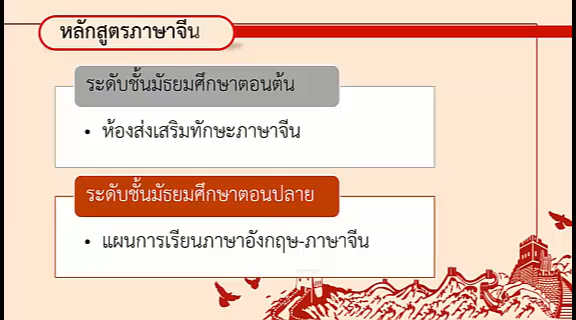 หลักสูตรภาษาจีน
ระดับชั้นมัธยมศึกษาตอนต้น
• ห้องส่งเสริมทักษะภาษาจีน
ระดับชั้นมัธยมศึกษาตอนปลาย
• แผนการเรียนภาษาอังกฤษ-ภาษาจีน